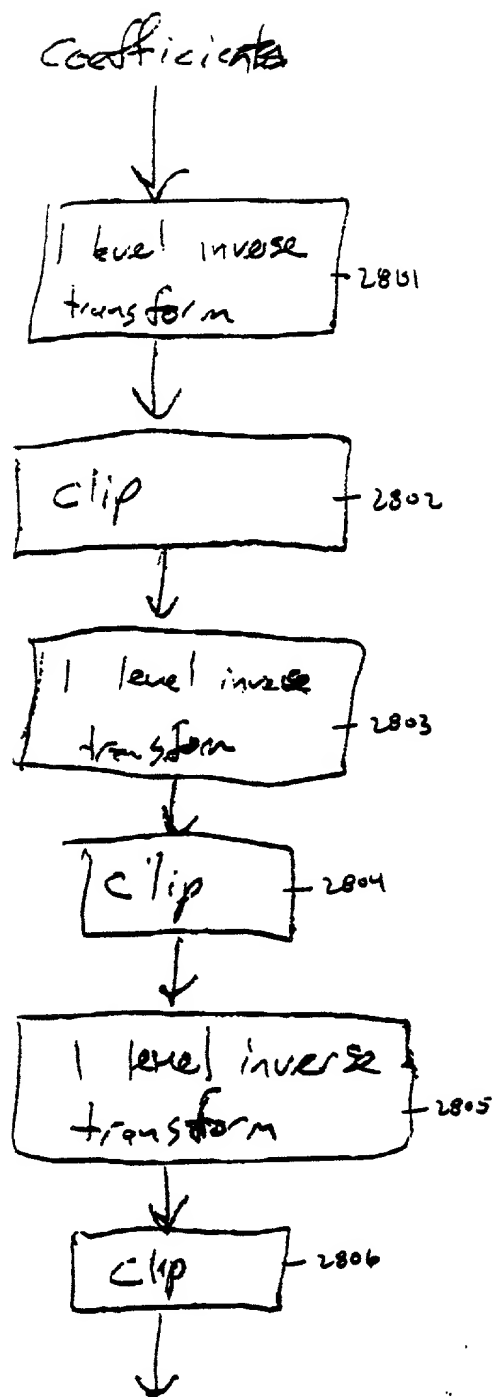 Coefficients
1 level inverse
transform
2801
clip
2802
1 level inverse
transform
2803
clip
2804
1 level inverse
transform
2805
clip
2806